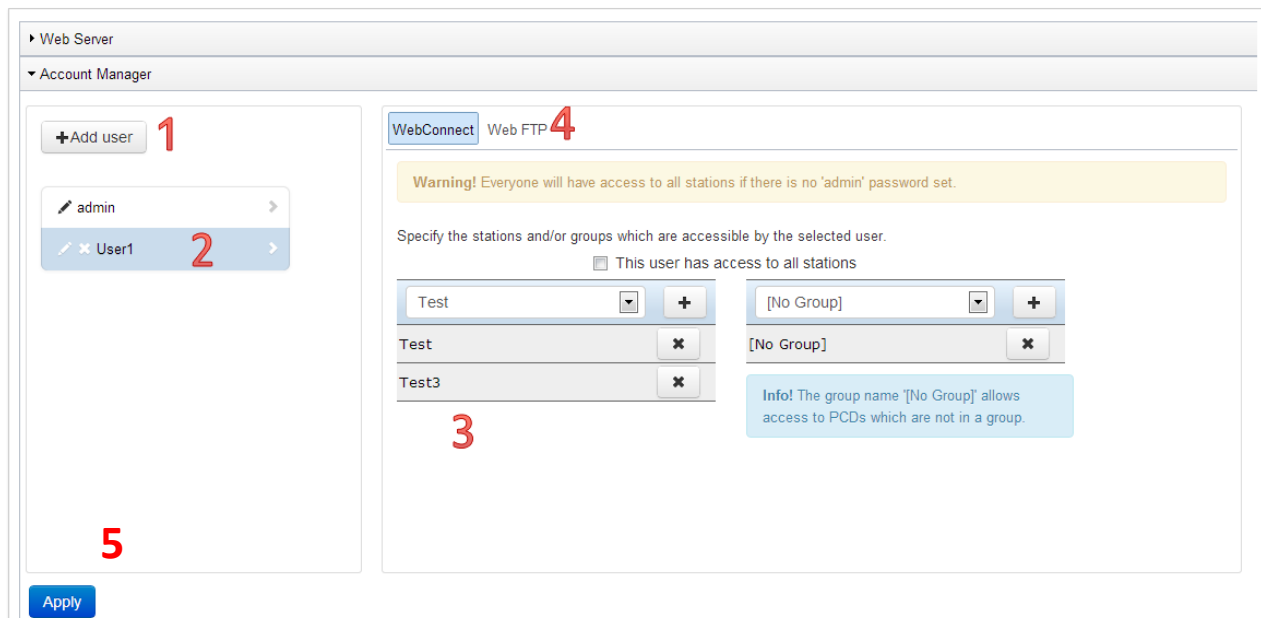 Web Server
Account Manager
+Add user 1
admin
User1 2
WebConnect Web FTP 4
Warning! Everyone will have access to all stations if there is no 'admin' password set.
Specify the stations and/or groups which are accessible by the selected user.
This user has access to all stations
Test
[No Group]
Test
[No Group]
Test3
Info! The group name '[No Group]' allows
access to PCDs which are not in a group.
3
5
Apply